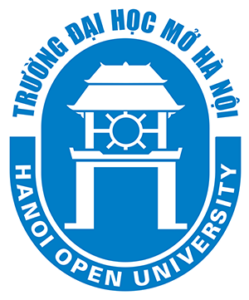 TRƯỜNG ĐẠI HỌC MỞ HÀ NỘI
HANOI OPEN UNIVERSITY